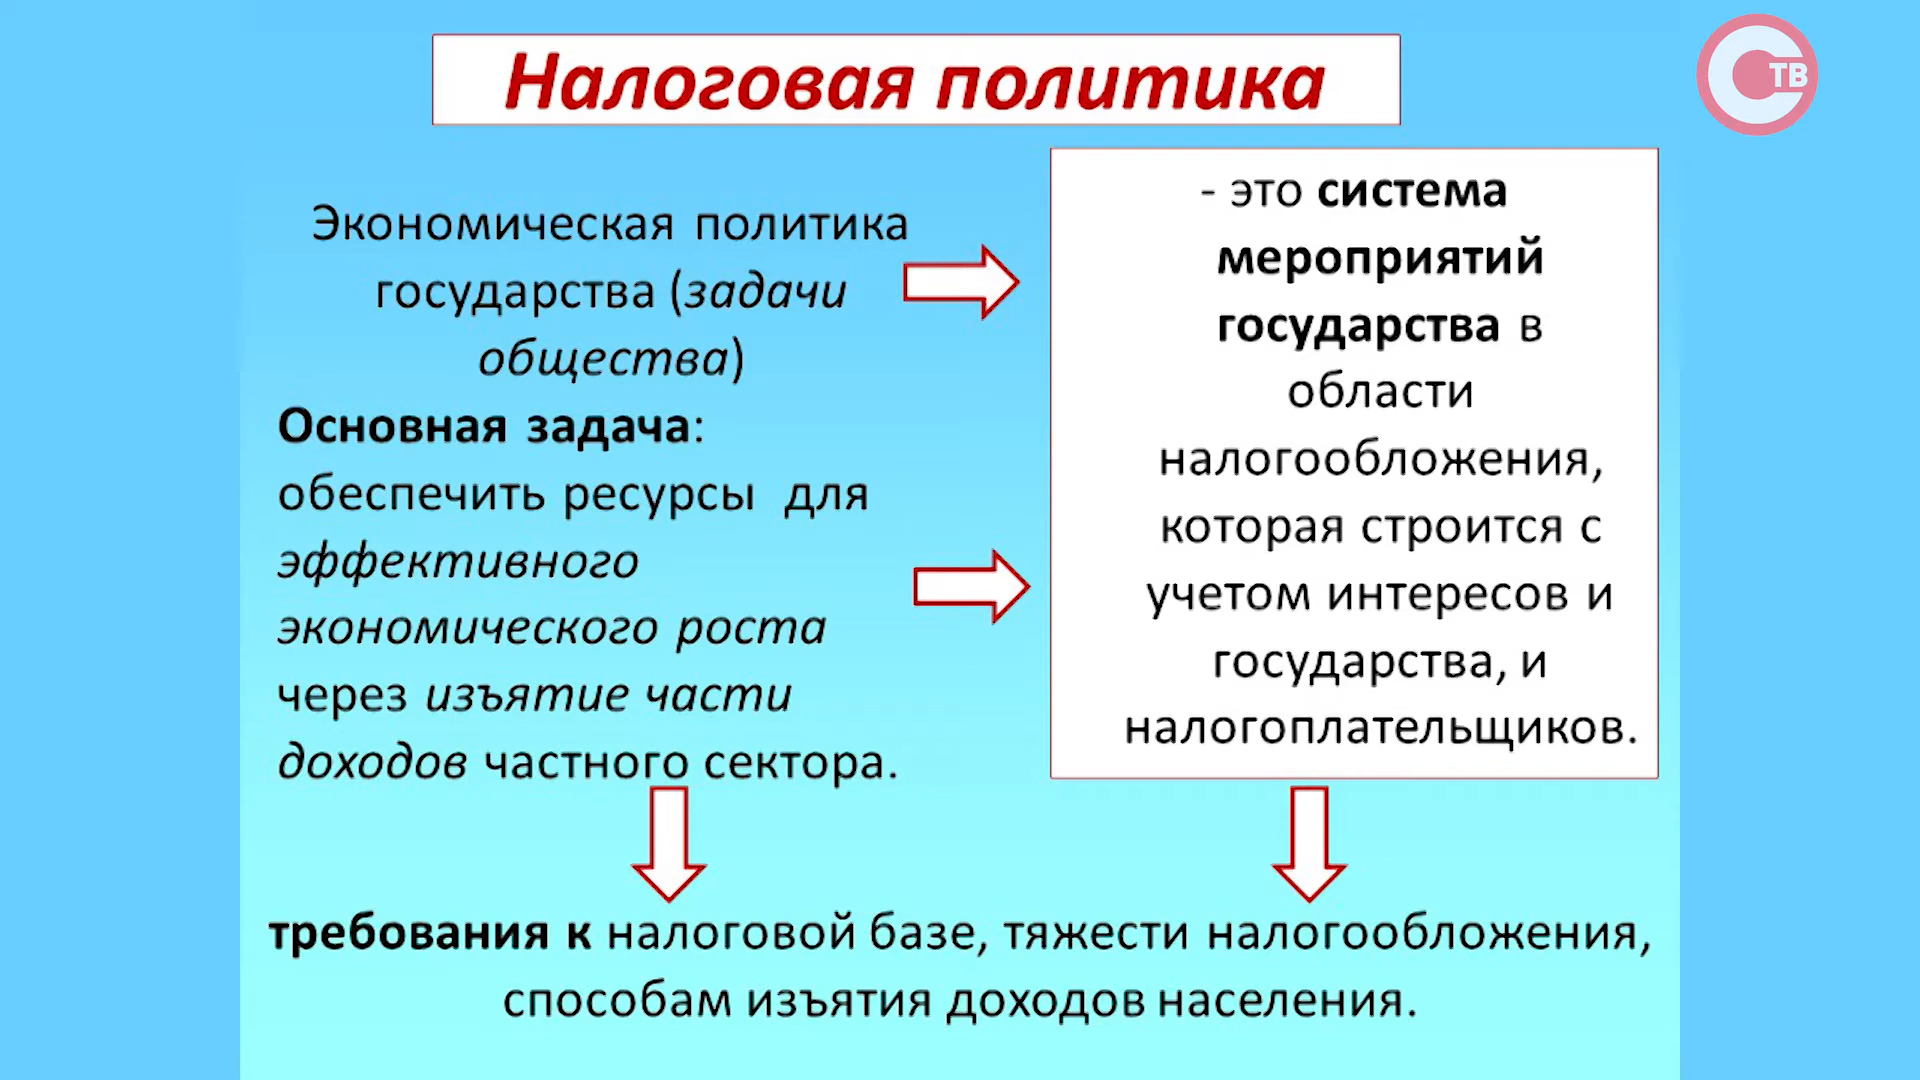 Налоговая политика
С ТВ
Экономическая политика
государства (задачи
общества)
Основная задача:
обеспечить ресурсы для
эффективного
экономического роста
через изъятие части
доходов частного сектора.
- это система
мероприятий
государства в
области
налогообложения,
которая строится с
учетом интересов и
государства, и
налогоплательщиков.
требования к налоговой базе, тяжести налогообложения,
способам изъятия доходов населения.